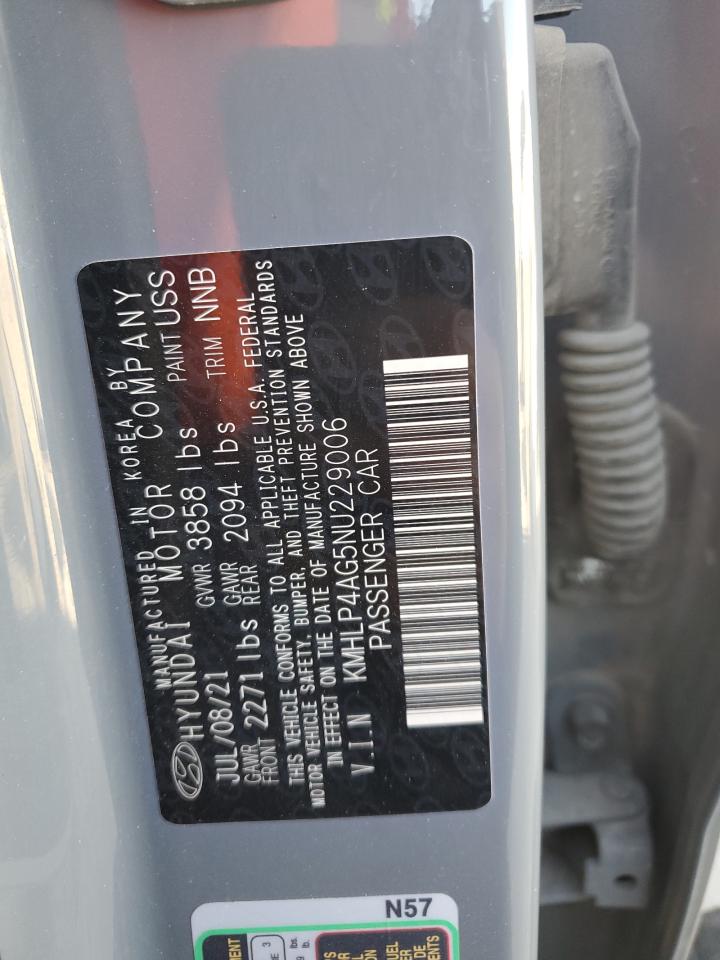 MANUFACTURED IN KOREA BY
HYUNDAI MOTOR COMPANY
JUL/08/21 GVWR 3858 lbs PAINT USS
GAWR FRONT 2271 lbs GAWR REAR 2094 lbs TRIM NNB
THIS VEHICLE CONFORMS TO ALL APPLICABLE U.S.A. FEDERAL
MOTOR VEHICLE SAFETY, BUMPER, AND THEFT PREVENTION STANDARDS
IN EFFECT ON THE DATE OF MANUFACTURE SHOWN ABOVE
V.I.N KMHLP4AG5NU229006
PASSENGER CAR
N57